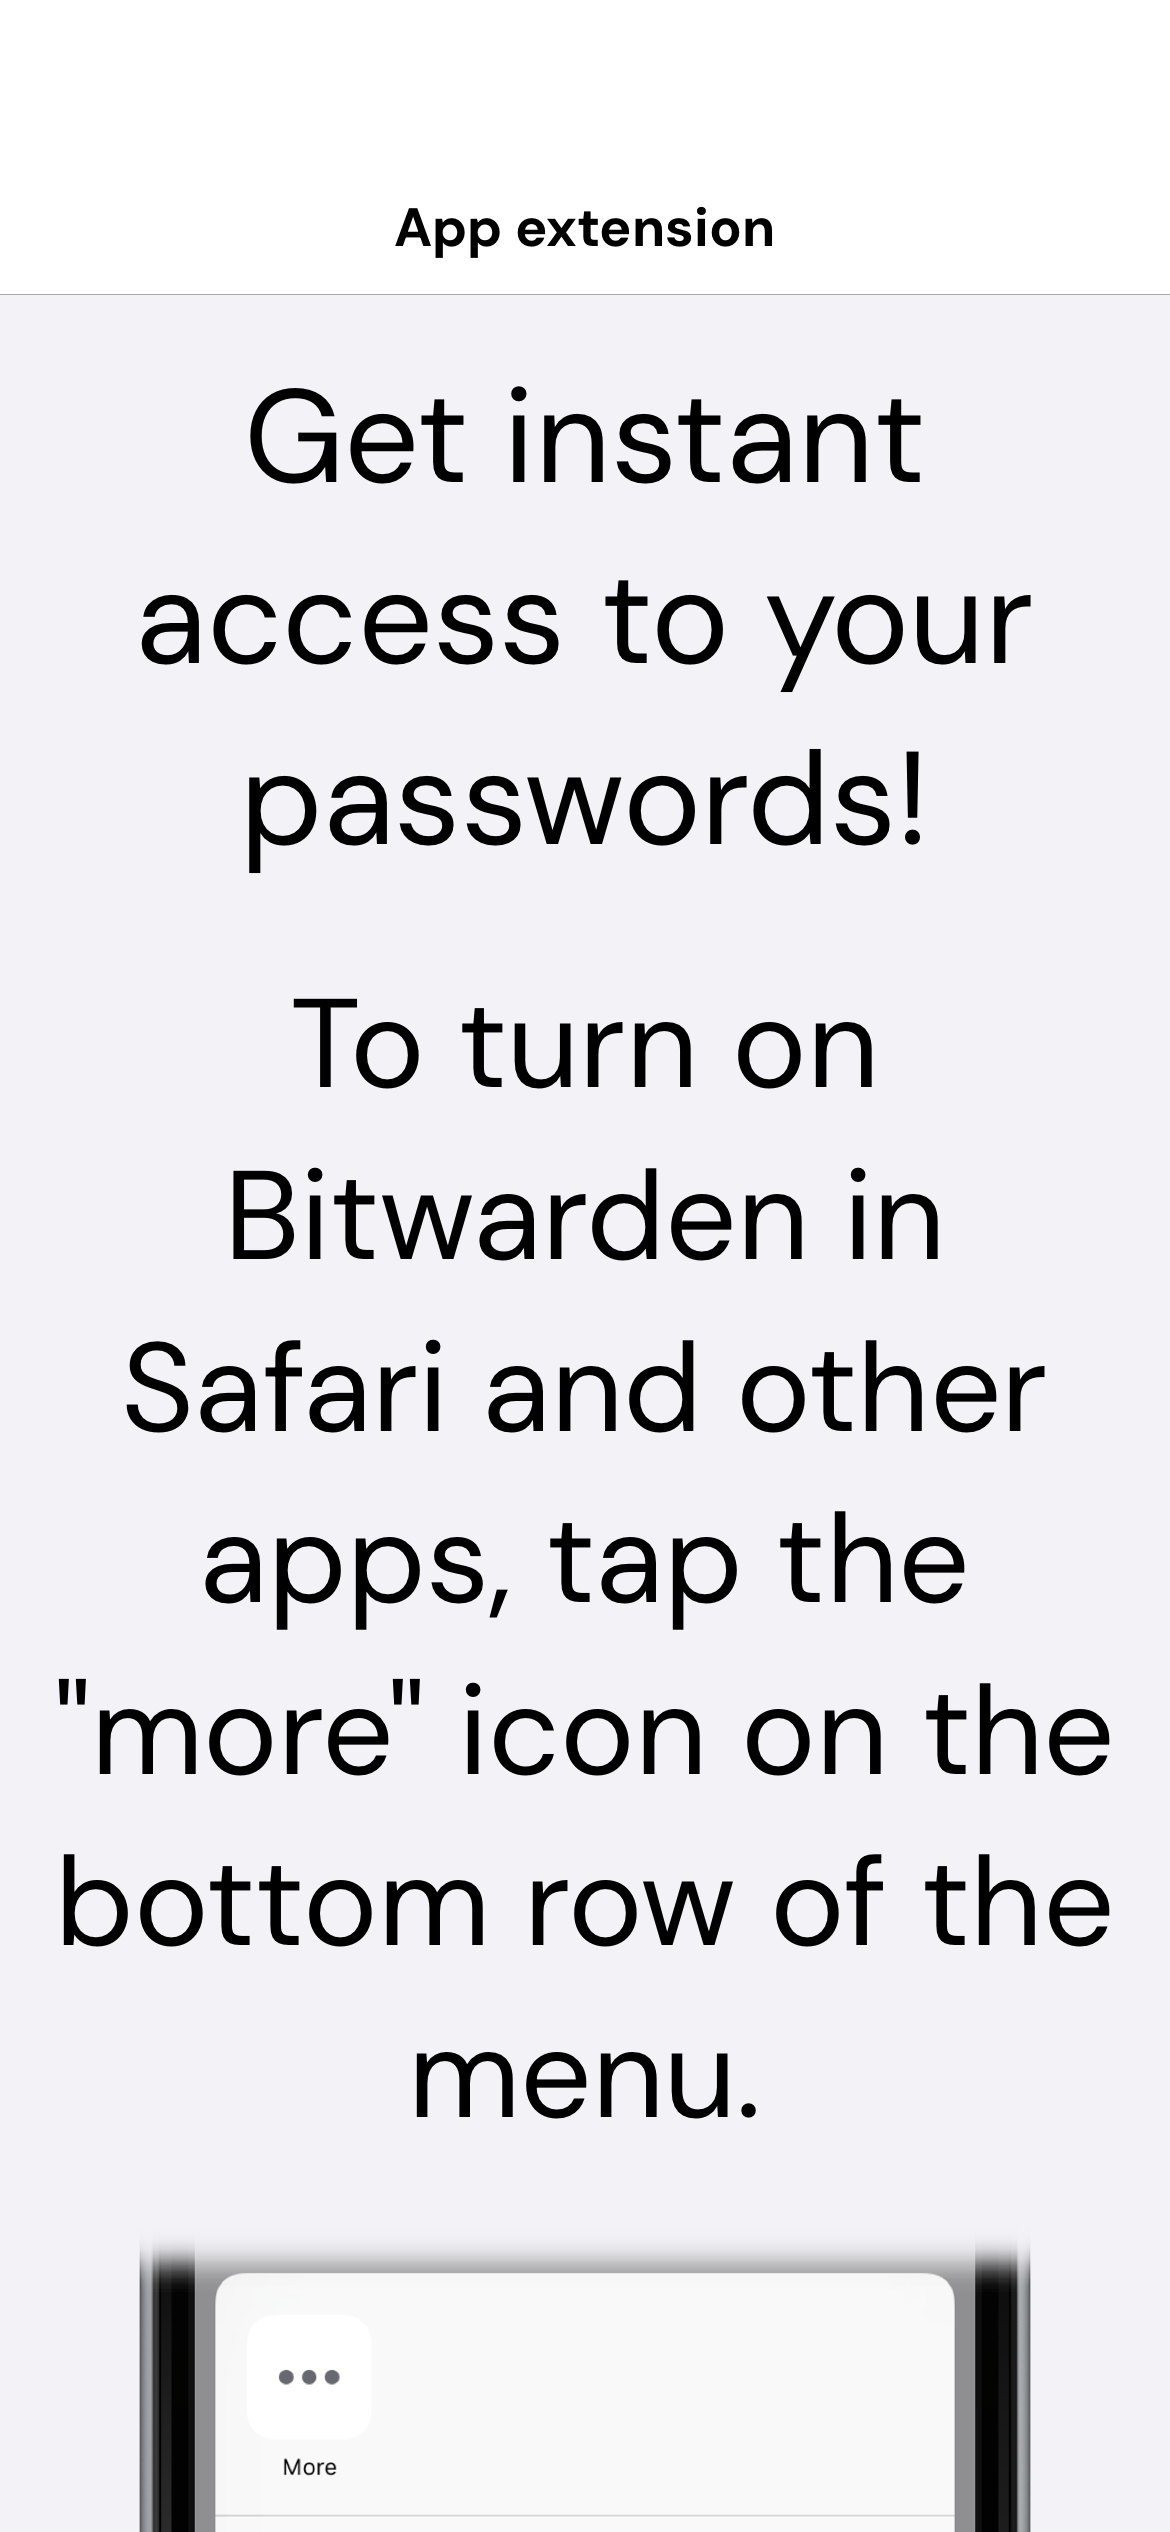 App extension
Get instant
access to your
passwords!
To turn on
Bitwarden in
Safari and other
apps, tap the
"more" icon on the
bottom row of the
menu.
More